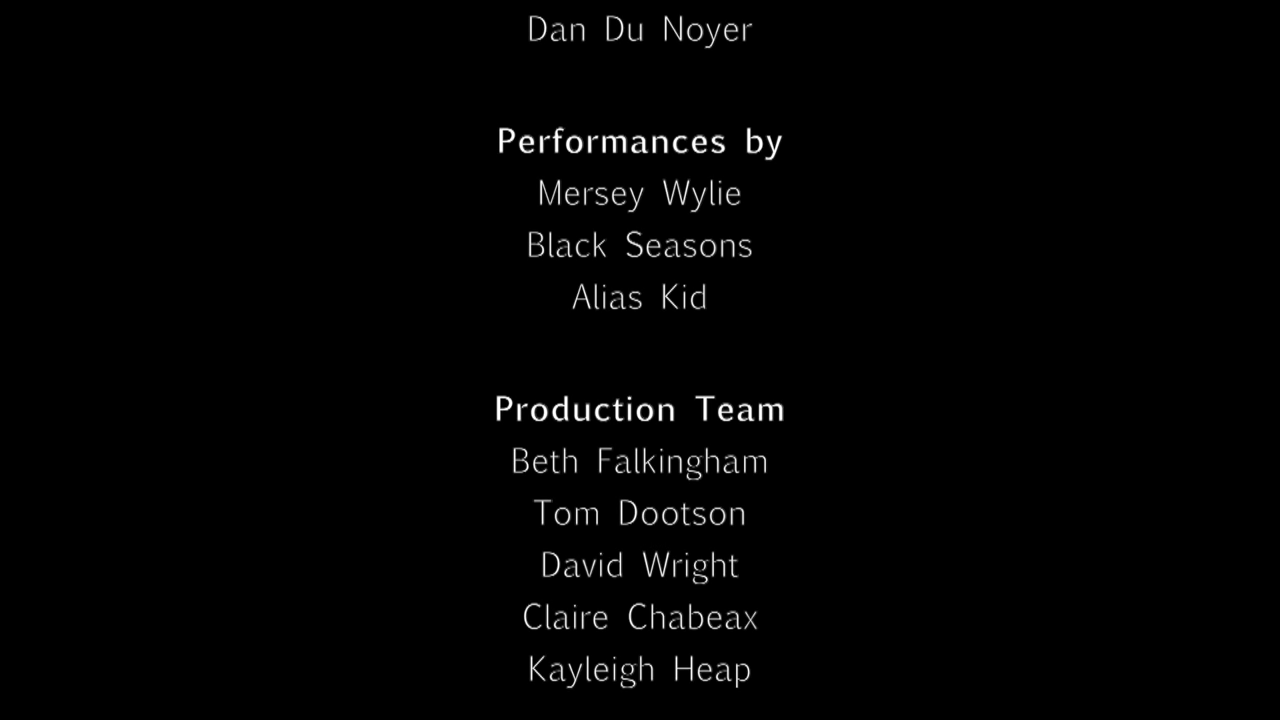 Dan Du Noyer
Performances by
Mersey Wylie
Black Seasons
Alias Kid
Production Team
Beth Falkingham
Tom Dootson
David Wright
Claire Chabeax
Kayleigh Heap